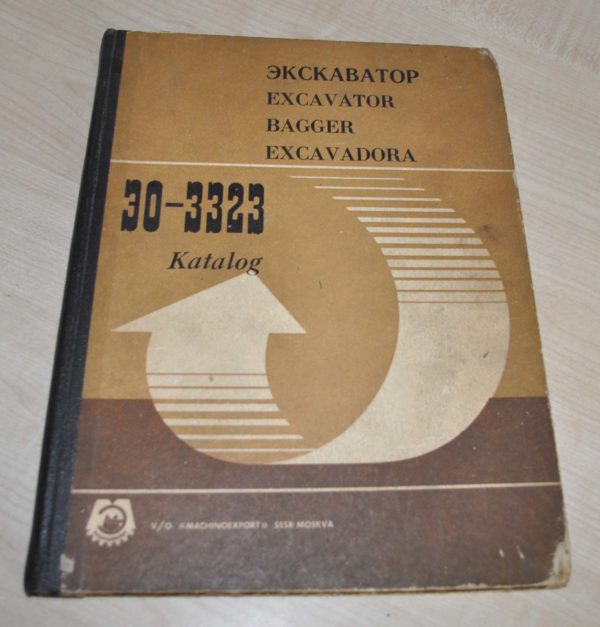 ЭКСКАВАТОР
EXCAVATOR
BAGGER
EXCAVADORA
ЭО-3323
Katalog
V/O «MACHINOEXPORT» SSSR MOSKVA